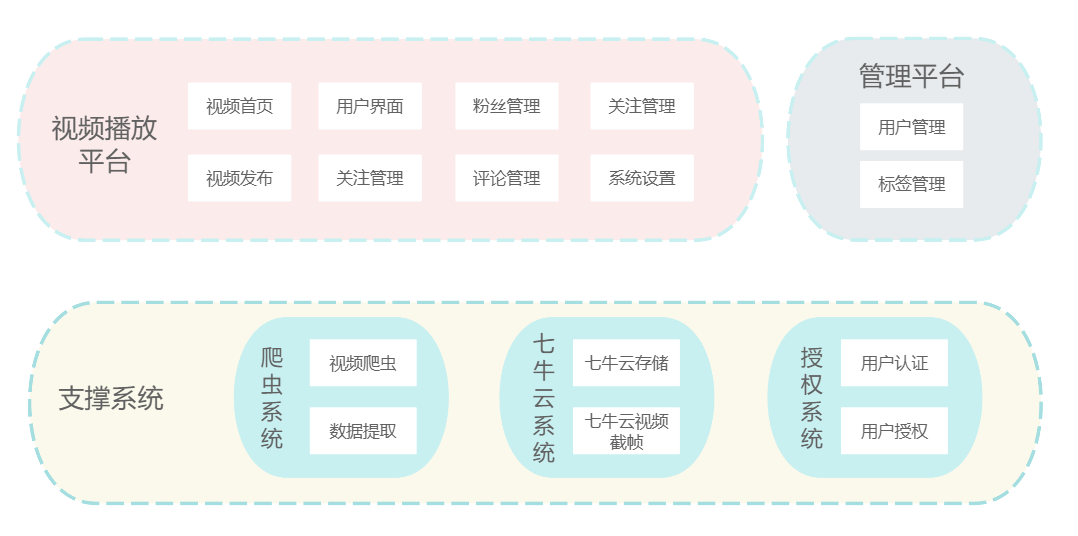 视频播放
平台
视频首页
用户界面
粉丝管理
关注管理
视频发布
关注管理
评论管理
系统设置
管理平台
用户管理
标签管理
支撑系统
爬虫系统
视频爬虫
数据提取
七牛云系统
七牛云存储
七牛云视频
截帧
授权系统
用户认证
用户授权